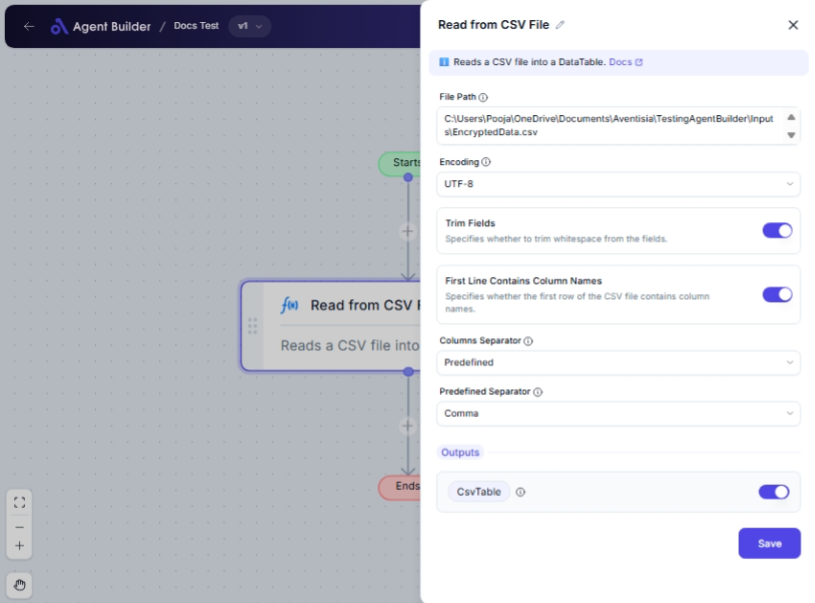 Agent Builder / Docs Test v1
Starts
Read from CSV F
Reads a CSV file into
Ends
Read from CSV File
Reads a CSV file into a DataTable. Docs
File Path
C:\Users\Pooja\OneDrive\Documents\Aventisia\TestingAgentBuilder\Input
s\EncryptedData.csv
Encoding
UTF-8
Trim Fields
Specifies whether to trim whitespace from the fields.
First Line Contains Column Names
Specifies whether the first row of the CSV file contains column
names.
Columns Separator
Predefined
Predefined Separator
Comma
Outputs
CsvTable
Save